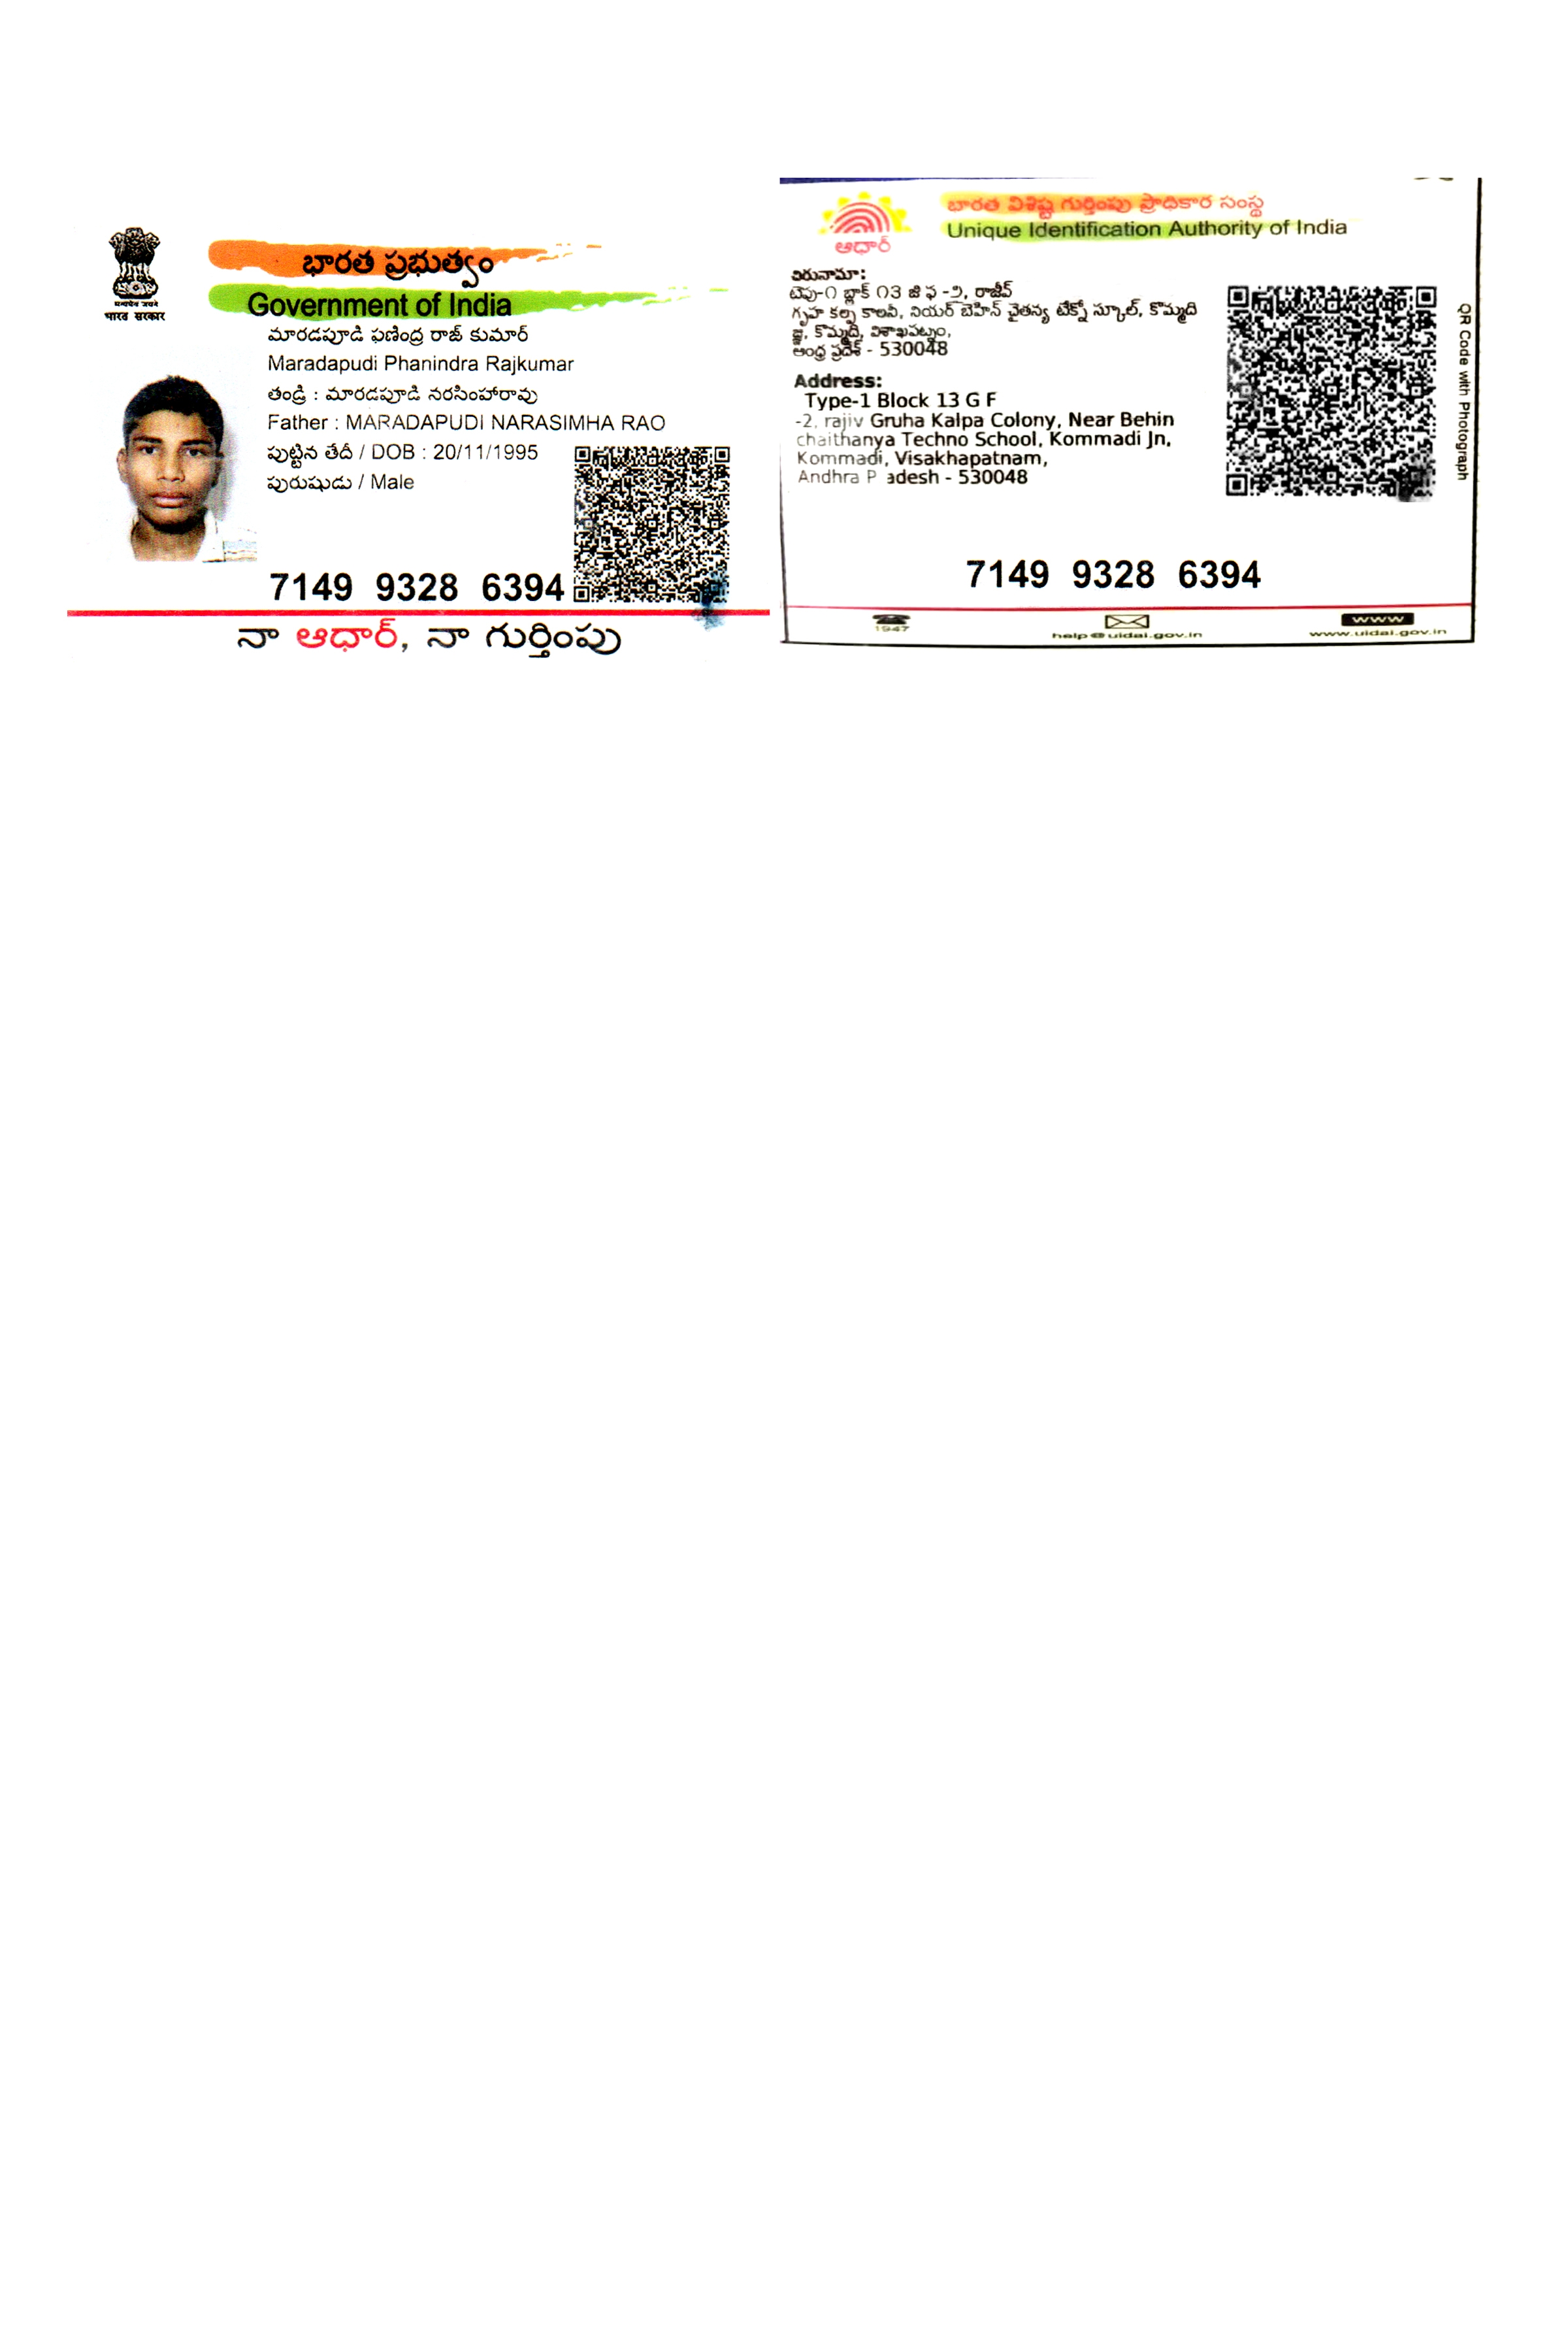 భారత ప్రభుత్వం
Government of India
सत्यमेव जयते
भारत सरकार
మారడపూడి ఫణింద్ర రాజ్ కుమార్
Maradapudi Phanindra Rajkumar
తండ్రి : మారడపూడి నరసింహారావు
Father : MARADAPUDI NARASIMHA RAO
పుట్టిన తేదీ / DOB : 20/11/1995
పురుషుడు / Male
7149 9328 6394
నా ఆధార్, నా గుర్తింపు
భారత విశిష్ట గుర్తింపు ప్రాధికార సంస్థ
Unique Identification Authority of India
ఆధార్
చిరునామా:
టైపు-౧ బ్లాక్ ౧3 జి ఫ -౨, రాజీవ్
గృహ కల్ప కాలనీ, నియర్ బెహిన్ చైతన్య టేక్నో స్కూల్, కొమ్మది
జ్న, కొమ్మది, విశాఖపట్నం,
ఆంధ్ర ప్రదేశ్ - 530048
Address:
Type-1 Block 13 G F
-2, rajiv Gruha Kalpa Colony, Near Behin
chaithanya Techno School, Kommadi Jn,
Kommadi, Visakhapatnam,
Andhra P adesh - 530048
QR Code with Photograph
7149 9328 6394
1947
help@uidai.gov.in
www
www.uidai.gov.in